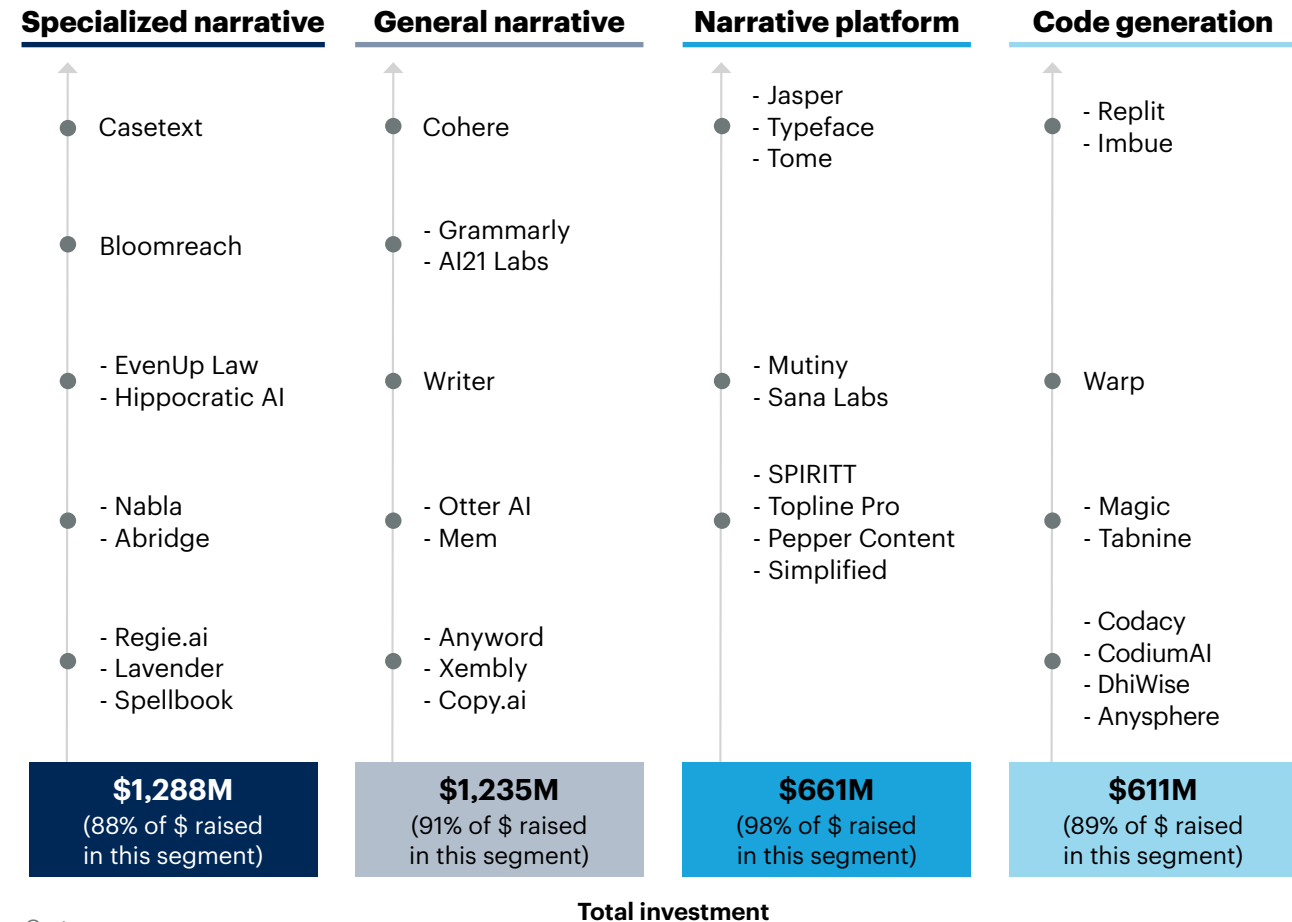 Specialized narrative
General narrative
Narrative platform
Code generation
Casetext
Bloomreach
- EvenUp Law
- Hippocratic AI
- Nabla
- Abridge
- Regie.ai
- Lavender
- Spellbook
Cohere
- Grammarly
- AI21 Labs
Writer
- Otter AI
- Mem
- Anyword
- Xembly
- Copy.ai
- Jasper
- Typeface
- Tome
- Mutiny
- Sana Labs
- SPIRITT
- Topline Pro
- Pepper Content
- Simplified
- Replit
- Imbue
Warp
- Magic
- Tabnine
- Codacy
- CodiumAI
- DhiWise
- Anysphere
$1,288M
(88% of $ raised
in this segment)
$1,235M
(91% of $ raised
in this segment)
$661M
(98% of $ raised
in this segment)
$611M
(89% of $ raised
in this segment)
Total investment